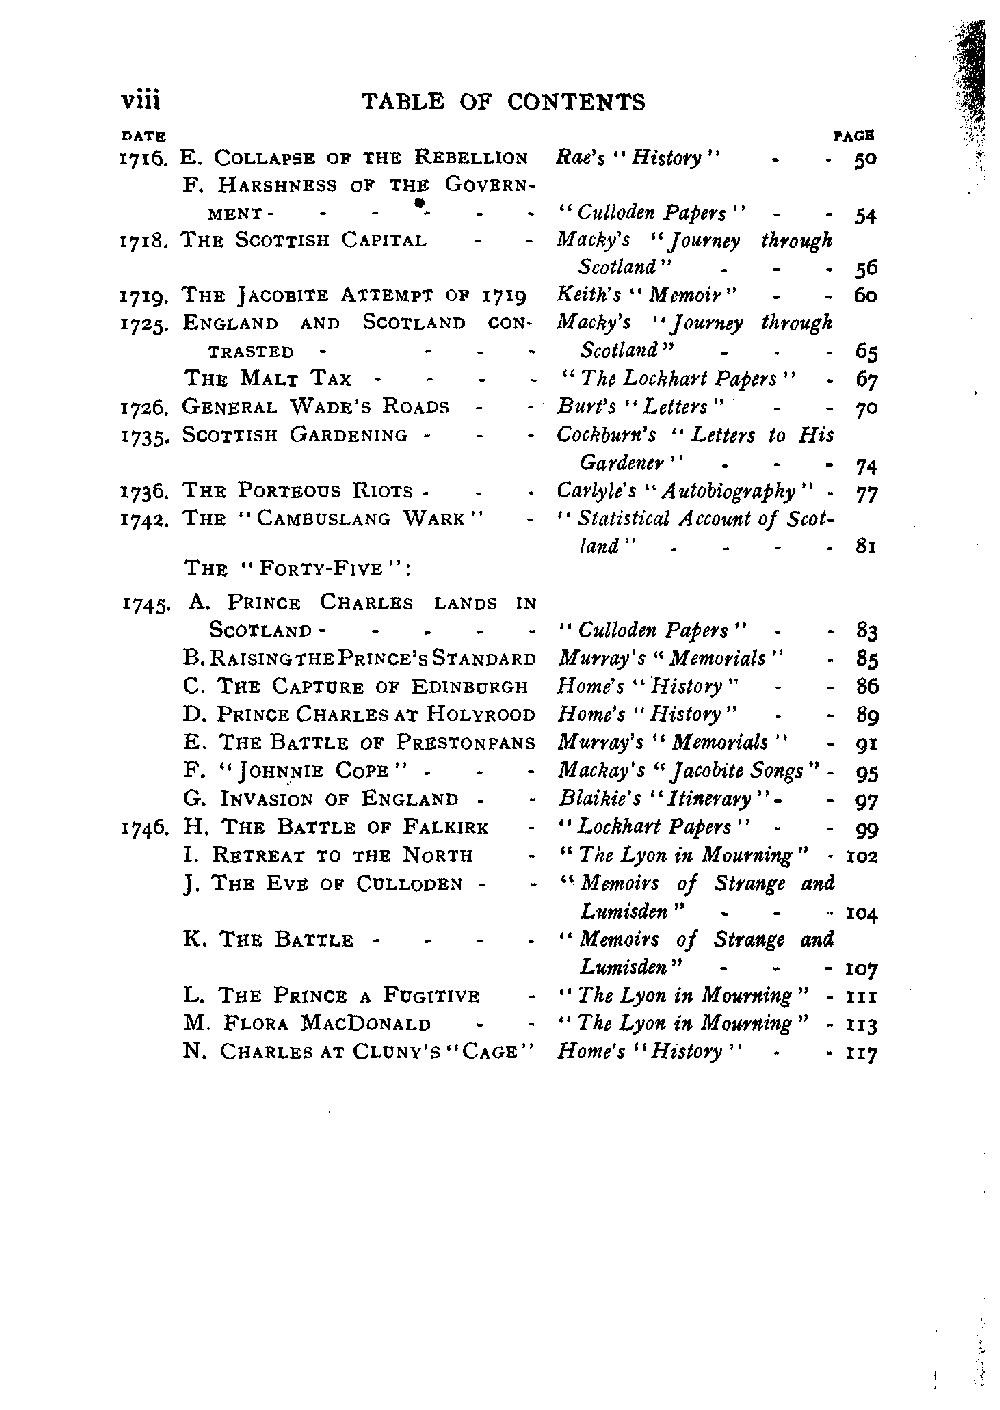 viii TABLE OF CONTENTS
DATE PAGE
1716. E. COLLAPSE OF THE REBELLION Rae's "History" - - 50
F. HARSHNESS OF THE GOVERN-
MENT - - - - - - "Culloden Papers" - - 54
1718. THE SCOTTISH CAPITAL - - Macky's "Journey through
Scotland" - - - 56
1719. THE JACOBITE ATTEMPT OF 1719 Keith's "Memoir" - - 60
1725. ENGLAND AND SCOTLAND CON- Macky's "Journey through
TRASTED - - - - Scotland" - - - 65
THE MALT TAX - - - - "The Lockhart Papers" - 67
1726. GENERAL WADE'S ROADS - - Burt's "Letters" - - 70
1735. SCOTTISH GARDENING - - - Cockburn's "Letters to His
Gardener" - - - 74
1736. THE PORTEOUS RIOTS - - - Carlyle's "Autobiography" - 77
1742. THE "CAMBUSLANG WARK" - "Statistical Account of Scot-
land" - - - - 81
THE "FORTY-FIVE":
1745. A. PRINCE CHARLES LANDS IN
SCOTLAND - - - - - "Culloden Papers" - - 83
B. RAISING THE PRINCE'S STANDARD Murray's "Memorials" - 85
C. THE CAPTURE OF EDINBURGH Home's "History" - - 86
D. PRINCE CHARLES AT HOLYROOD Home's "History" - - 89
E. THE BATTLE OF PRESTONPANS Murray's "Memorials" - 91
F. "JOHNNIE COPE" - - - Mackay's "Jacobite Songs" - 95
G. INVASION OF ENGLAND - - Blaikie's "Itinerary" - - 97
1746. H. THE BATTLE OF FALKIRK - "Lockhart Papers" - - 99
I. RETREAT TO THE NORTH - "The Lyon in Mourning" - 102
J. THE EVE OF CULLODEN - - "Memoirs of Strange and
Lumisden" - - - 104
K. THE BATTLE - - - - "Memoirs of Strange and
Lumisden" - - - 107
L. THE PRINCE A FUGITIVE - "The Lyon in Mourning" - 111
M. FLORA MACDONALD - - "The Lyon in Mourning" - 113
N. CHARLES AT CLUNY'S "CAGE" Home's "History" - - 117